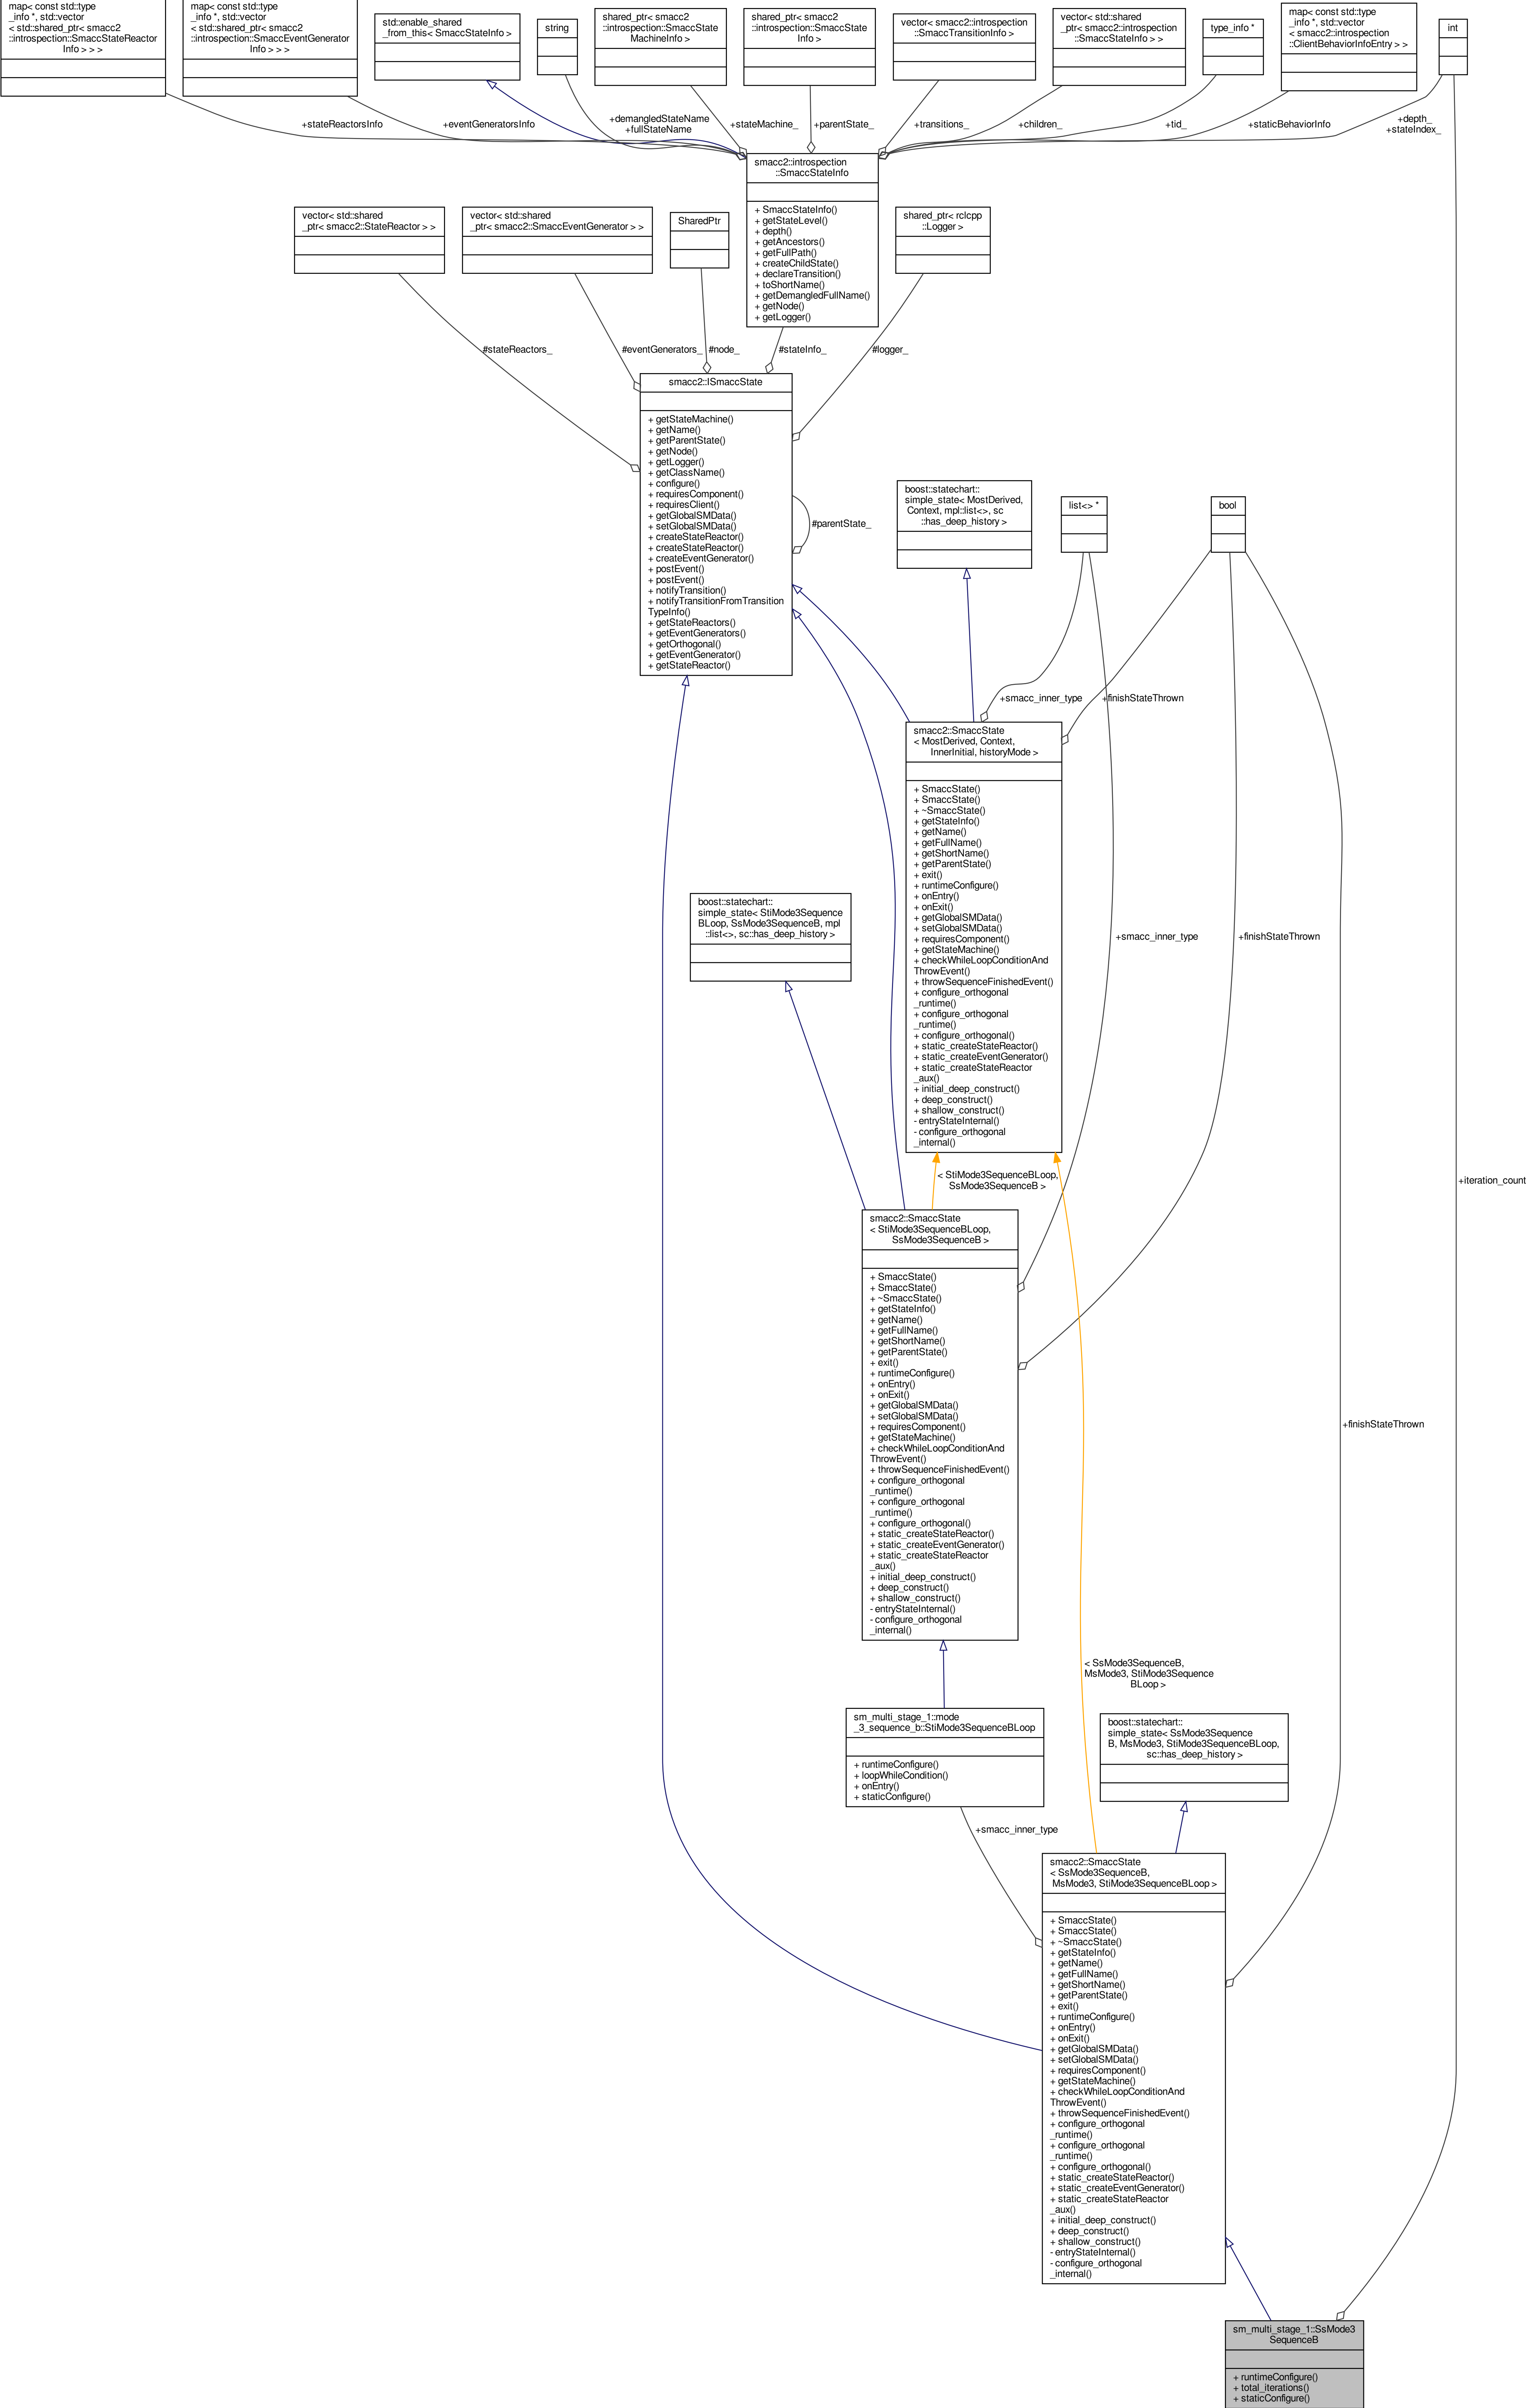 map< const std::type
_info *, std::vector
< std::shared_ptr< smacc2
::introspection::SmaccStateReactor
Info > > >
map< const std::type
_info *, std::vector
< std::shared_ptr< smacc2
::introspection::SmaccEventGenerator
Info > > >
std::enable_shared
_from_this< SmaccStateInfo >
string
shared_ptr< smacc2
::introspection::SmaccState
MachineInfo >
shared_ptr< smacc2
::introspection::SmaccState
Info >
vector< smacc2::introspection
::SmaccTransitionInfo >
vector< std::shared
_ptr< smacc2::introspection
::SmaccStateInfo > >
type_info *
map< const std::type
_info *, std::vector
< smacc2::introspection
::ClientBehaviorInfoEntry > >
int
+stateReactorsInfo
+eventGeneratorsInfo
+demangledStateName
+fullStateName
+stateMachine_
+parentState_
+transitions_
+children_
+tid_
+staticBehaviorInfo
+depth_
+stateIndex_
smacc2::introspection
::SmaccStateInfo
+ SmaccStateInfo()
+ getStateLevel()
+ depth()
+ getAncestors()
+ getFullPath()
+ createChildState()
+ declareTransition()
+ toShortName()
+ getDemangledFullName()
+ getNode()
+ getLogger()
vector< std::shared
_ptr< smacc2::StateReactor > >
vector< std::shared
_ptr< smacc2::SmaccEventGenerator > >
SharedPtr
shared_ptr< rclcpp
::Logger >
#stateReactors_
#eventGenerators_
#node_
#stateInfo_
#logger_
smacc2::ISmaccState
+ getStateMachine()
+ getName()
+ getParentState()
+ getNode()
+ getLogger()
+ getClassName()
+ configure()
+ requiresComponent()
+ requiresClient()
+ getGlobalSMData()
+ setGlobalSMData()
+ createStateReactor()
+ createStateReactor()
+ createEventGenerator()
+ postEvent()
+ postEvent()
+ notifyTransition()
+ notifyTransitionFromTransition
TypeInfo()
+ getStateReactors()
+ getEventGenerators()
+ getOrthogonal()
+ getEventGenerator()
+ getStateReactor()
#parentState_
boost::statechart::
simple_state< MostDerived,
Context, mpl::list<>, sc
::has_deep_history >
list<> *
bool
+smacc_inner_type
+finishStateThrown
smacc2::SmaccState
< MostDerived, Context,
InnerInitial, historyMode >
+ SmaccState()
+ SmaccState()
+ ~SmaccState()
+ getStateInfo()
+ getName()
+ getFullName()
+ getShortName()
+ getParentState()
+ exit()
+ runtimeConfigure()
+ onEntry()
+ onExit()
+ getGlobalSMData()
+ setGlobalSMData()
+ requiresComponent()
+ getStateMachine()
+ checkWhileLoopConditionAnd
ThrowEvent()
+ throwSequenceFinishedEvent()
+ configure_orthogonal
_runtime()
+ configure_orthogonal
_runtime()
+ configure_orthogonal()
+ static_createStateReactor()
+ static_createEventGenerator()
+ static_createStateReactor
_aux()
+ initial_deep_construct()
+ deep_construct()
+ shallow_construct()
- entryStateInternal()
- configure_orthogonal
_internal()
boost::statechart::
simple_state< StiMode3Sequence
BLoop, SsMode3SequenceB, mpl
::list<>, sc::has_deep_history >
+smacc_inner_type
+finishStateThrown
< StiMode3SequenceBLoop,
SsMode3SequenceB >
+iteration_count
smacc2::SmaccState
< StiMode3SequenceBLoop,
SsMode3SequenceB >
+ SmaccState()
+ SmaccState()
+ ~SmaccState()
+ getStateInfo()
+ getName()
+ getFullName()
+ getShortName()
+ getParentState()
+ exit()
+ runtimeConfigure()
+ onEntry()
+ onExit()
+ getGlobalSMData()
+ setGlobalSMData()
+ requiresComponent()
+ getStateMachine()
+ checkWhileLoopConditionAnd
ThrowEvent()
+ throwSequenceFinishedEvent()
+ configure_orthogonal
_runtime()
+ configure_orthogonal
_runtime()
+ configure_orthogonal()
+ static_createStateReactor()
+ static_createEventGenerator()
+ static_createStateReactor
_aux()
+ initial_deep_construct()
+ deep_construct()
+ shallow_construct()
- entryStateInternal()
- configure_orthogonal
_internal()
+finishStateThrown
< SsMode3SequenceB,
MsMode3, StiMode3Sequence
BLoop >
sm_multi_stage_1::mode
_3_sequence_b::StiMode3SequenceBLoop
+ runtimeConfigure()
+ loopWhileCondition()
+ onEntry()
+ staticConfigure()
boost::statechart::
simple_state< SsMode3Sequence
B, MsMode3, StiMode3SequenceBLoop,
sc::has_deep_history >
+smacc_inner_type
smacc2::SmaccState
< SsMode3SequenceB,
MsMode3, StiMode3SequenceBLoop >
+ SmaccState()
+ SmaccState()
+ ~SmaccState()
+ getStateInfo()
+ getName()
+ getFullName()
+ getShortName()
+ getParentState()
+ exit()
+ runtimeConfigure()
+ onEntry()
+ onExit()
+ getGlobalSMData()
+ setGlobalSMData()
+ requiresComponent()
+ getStateMachine()
+ checkWhileLoopConditionAnd
ThrowEvent()
+ throwSequenceFinishedEvent()
+ configure_orthogonal
_runtime()
+ configure_orthogonal
_runtime()
+ configure_orthogonal()
+ static_createStateReactor()
+ static_createEventGenerator()
+ static_createStateReactor
_aux()
+ initial_deep_construct()
+ deep_construct()
+ shallow_construct()
- entryStateInternal()
- configure_orthogonal
_internal()
sm_multi_stage_1::SsMode3
SequenceB
+ runtimeConfigure()
+ total_iterations()
+ staticConfigure()